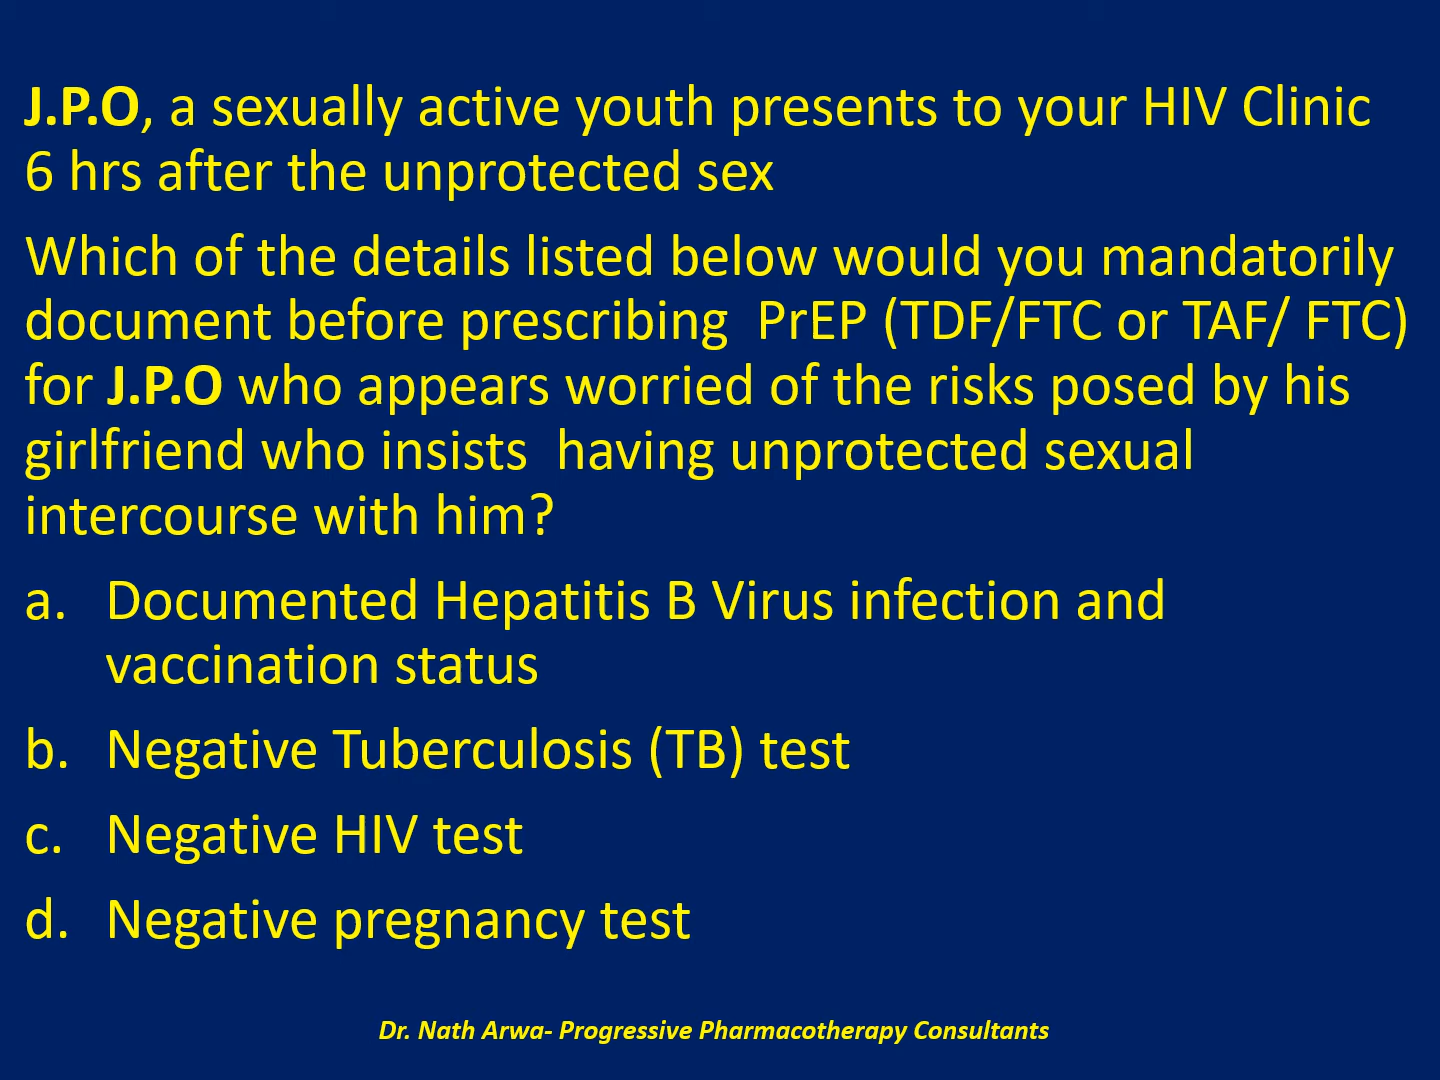 J.P.O, a sexually active youth presents to your HIV Clinic
6 hrs after the unprotected sex
Which of the details listed below would you mandatorily
document before prescribing  PrEP (TDF/FTC or TAF/ FTC)
for J.P.O who appears worried of the risks posed by his
girlfriend who insists  having unprotected sexual
intercourse with him?
a. Documented Hepatitis B Virus infection and
vaccination status
b. Negative Tuberculosis (TB) test
c. Negative HIV test
d. Negative pregnancy test
Dr. Nath Arwa- Progressive Pharmacotherapy Consultants